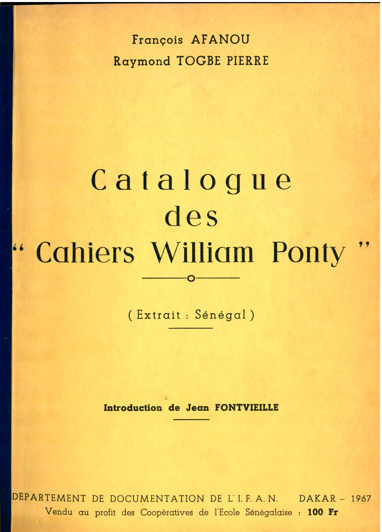 François AFANOU
Raymond TOGBE PIERRE
Catalogue
des
“ Cahiers William Ponty ”
( Extrait : Sénégal )
Introduction de Jean FONTVIEILLE
DEPARTEMENT DE DOCUMENTATION DE L'I. F. A. N. DAKAR – 1967
Vendu au profit des Coopératives de l'Ecole Sénégalaise : 100 Fr